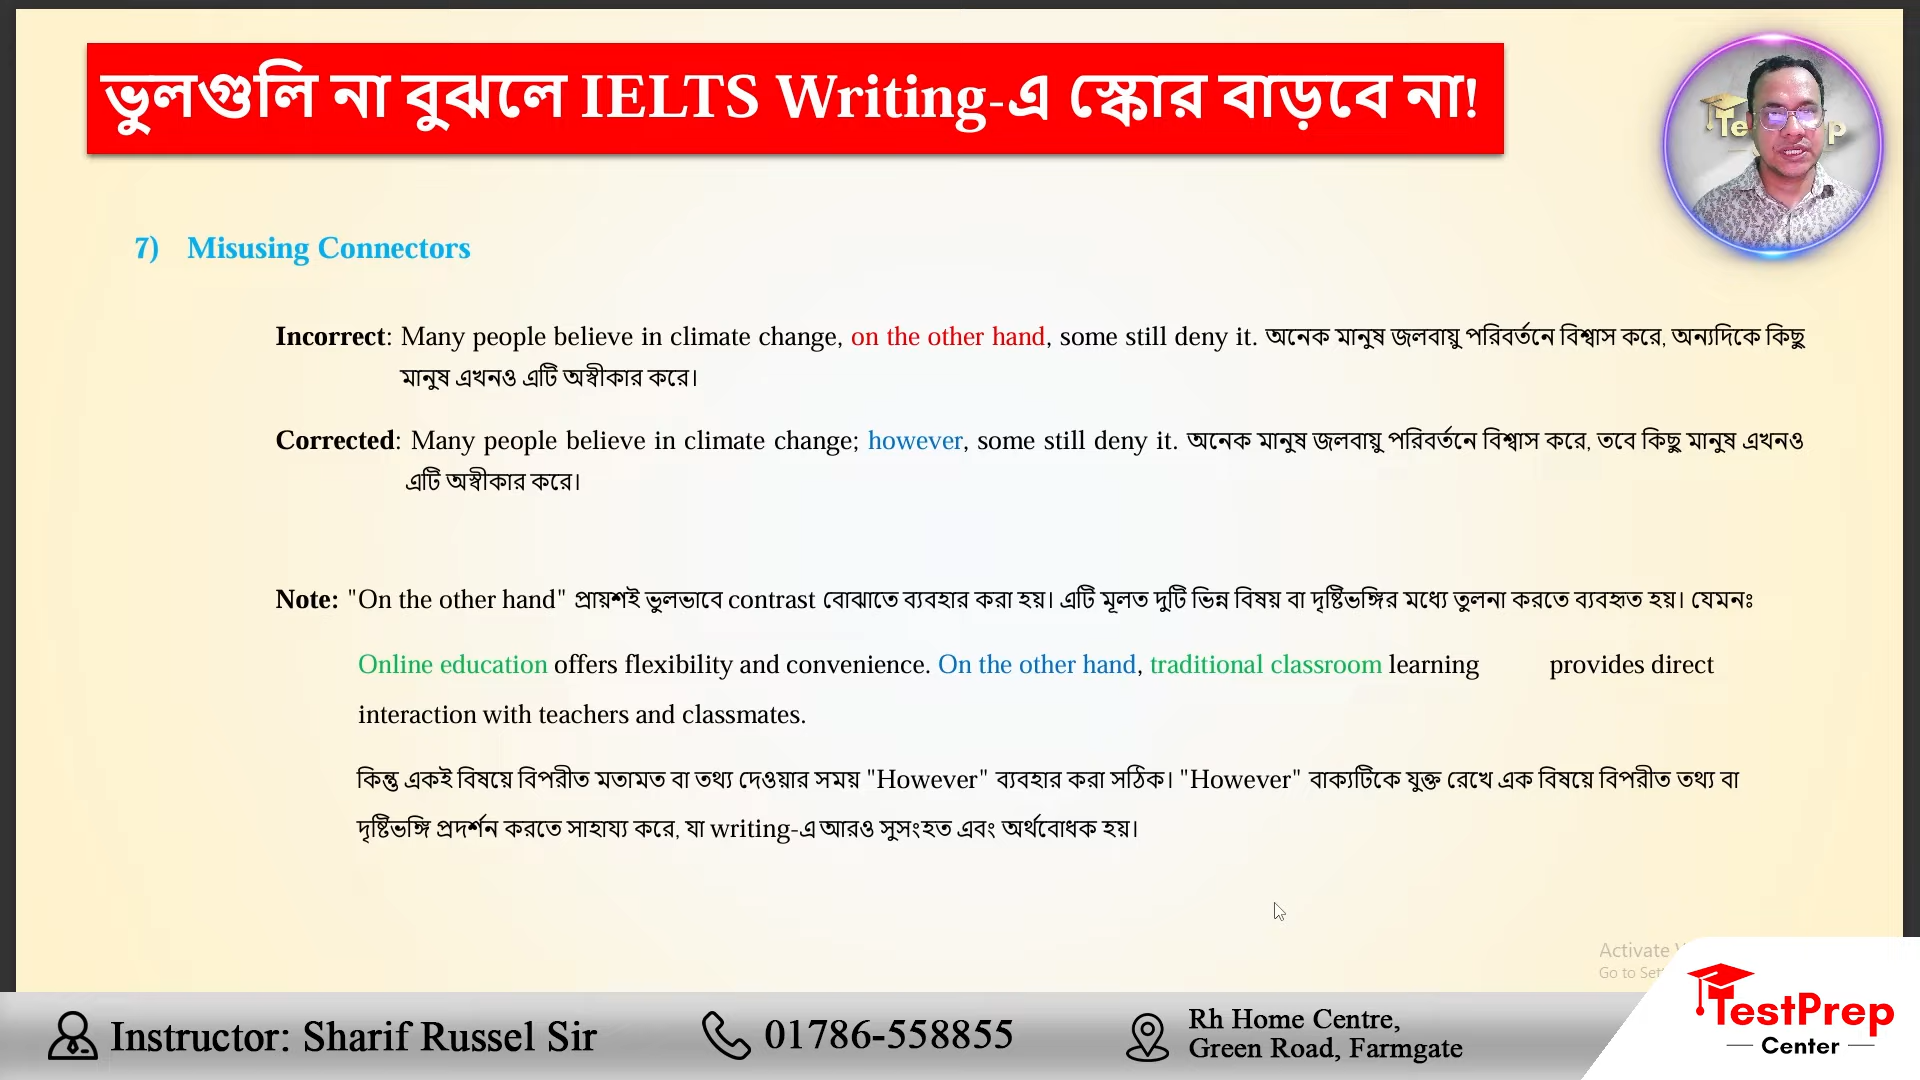 ভুলগুলি না বুঝলে IELTS Writing-এ স্কোর বাড়বে না!
7) Misusing Connectors
Incorrect: Many people believe in climate change, on the other hand, some still deny it. অনেক মানুষ জলবায়ু পরিবর্তনে বিশ্বাস করে, অন্যদিকে কিছু
মানুষ এখনও এটি অস্বীকার করে।
Corrected: Many people believe in climate change; however, some still deny it. অনেক মানুষ জলবায়ু পরিবর্তনে বিশ্বাস করে, তবে কিছু মানুষ এখনও
এটি অস্বীকার করে।
Note: "On the other hand" প্রায়শই ভুলভাবে contrast বোঝাতে ব্যবহার করা হয়। এটি মূলত দুটি ভিন্ন বিষয় বা দৃষ্টিভঙ্গির মধ্যে তুলনা করতে ব্যবহৃত হয়। যেমনঃ
Online education offers flexibility and convenience. On the other hand, traditional classroom learning provides direct
interaction with teachers and classmates.
কিন্তু একই বিষয়ে বিপরীত মতামত বা তথ্য দেওয়ার সময় "However" ব্যবহার করা সঠিক। "However" বাক্যটিকে যুক্ত রেখে এক বিষয়ে বিপরীত তথ্য বা
দৃষ্টিভঙ্গি প্রদর্শন করতে সাহায্য করে, যা writing-এ আরও সুসংহত এবং অর্থবোধক হয়।
Activate
Go to
Instructor: Sharif Russel Sir
01786-558855
Rh Home Centre,
Green Road, Farmgate
TestPrep
Center